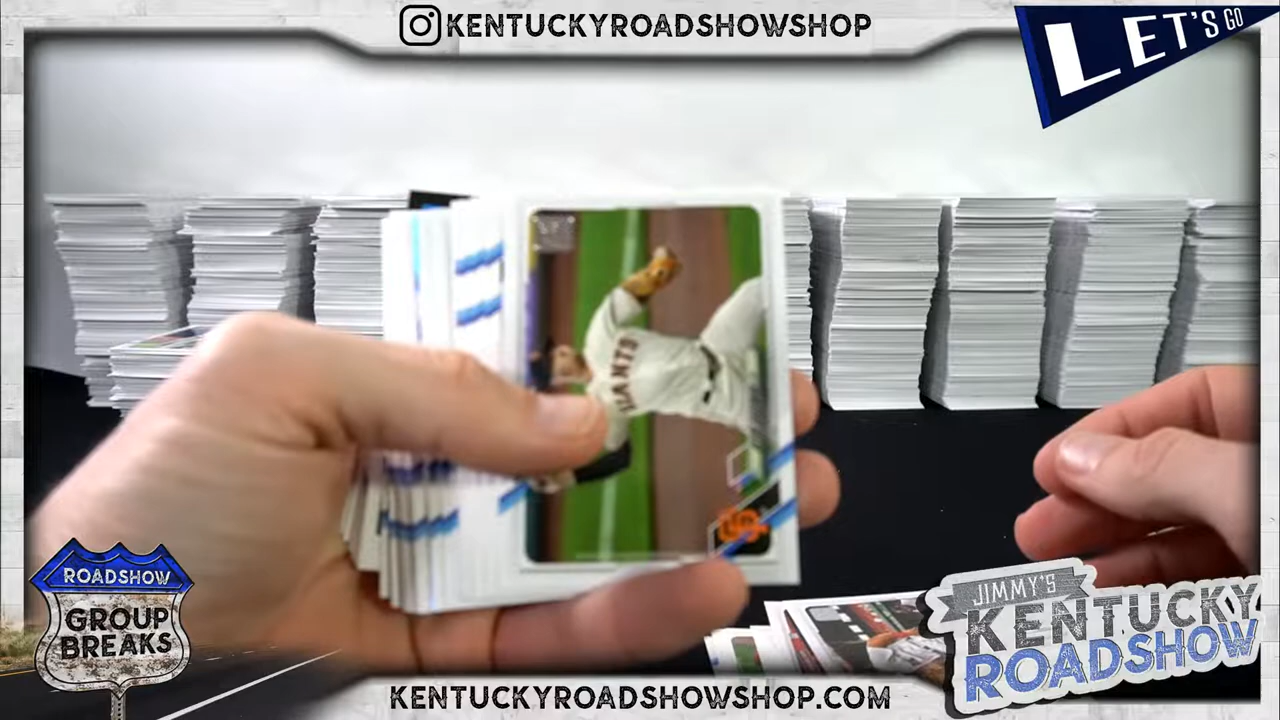 KENTUCKYROADSHOWSHOP
LET'S GO
GIANTS
ROADSHOW
GROUP
BREAKS
JIMMY'S
KENTUCKY
ROADSHOW
KENTUCKYROADSHOWSHOP.COM